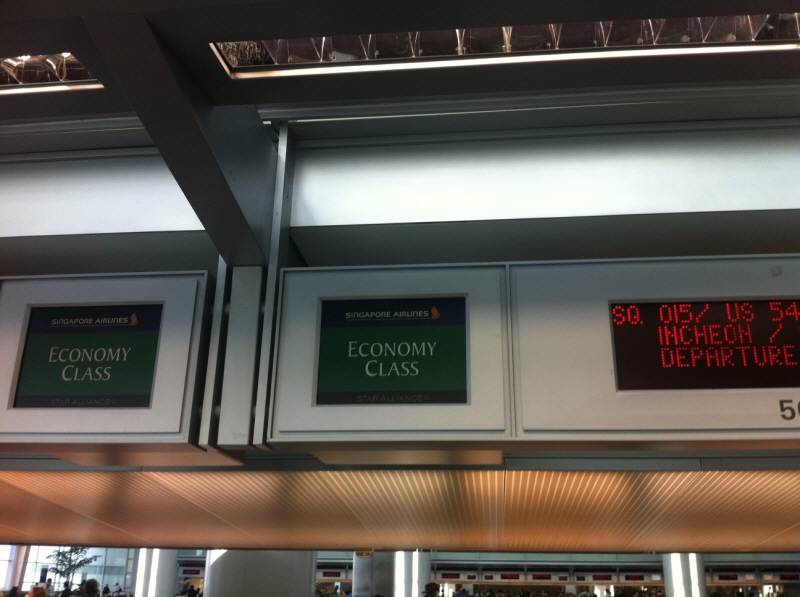 SINGAPORE AIRLINES
ECONOMY
CLASS
STAR ALLIANCE
SINGAPORE AIRLINES
ECONOMY
CLASS
STAR ALLIANCE
SQ 015/ US 54
INCHEON /
DEPARTURE